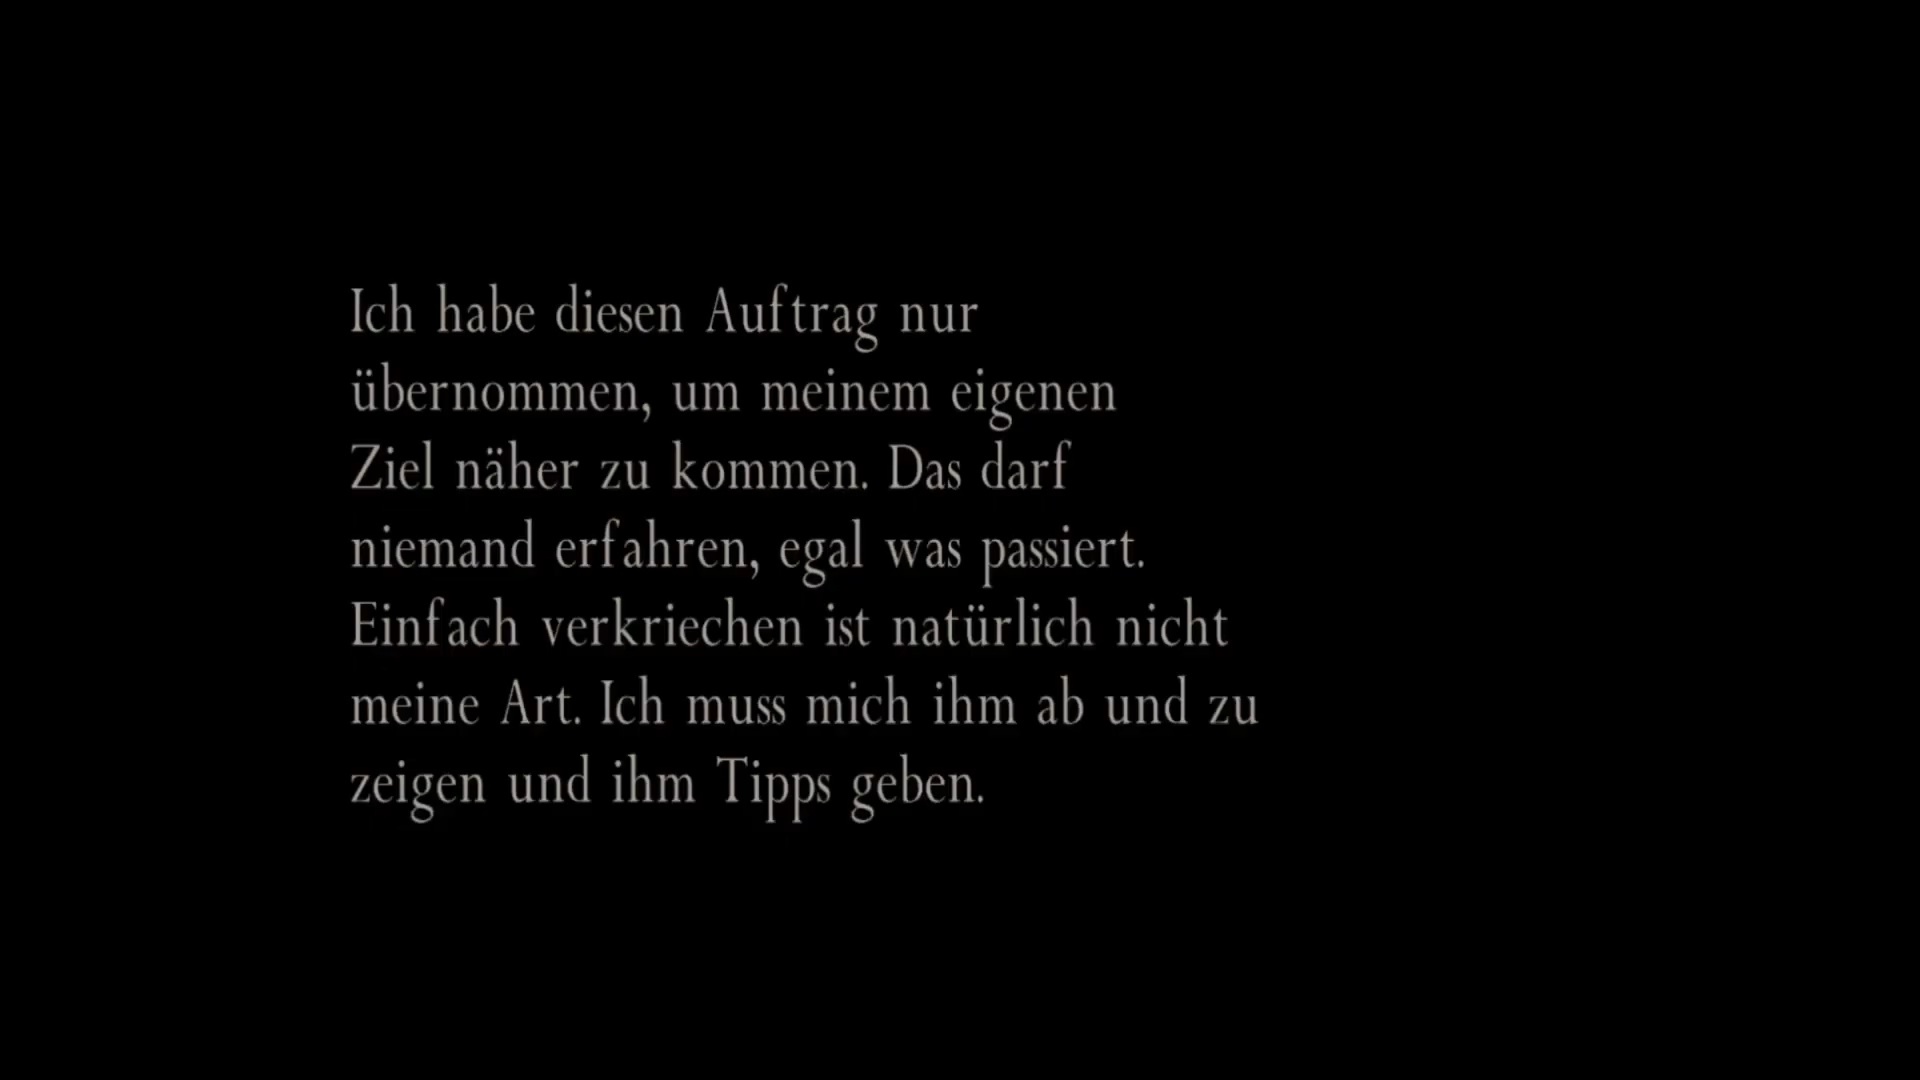 Ich habe diesen Auftrag nur
übernommen, um meinem eigenen
Ziel näher zu kommen. Das darf
niemand erfahren, egal was passiert.
Einfach verkriechen ist natürlich nicht
meine Art. Ich muss mich ihm ab und zu
zeigen und ihm Tipps geben.